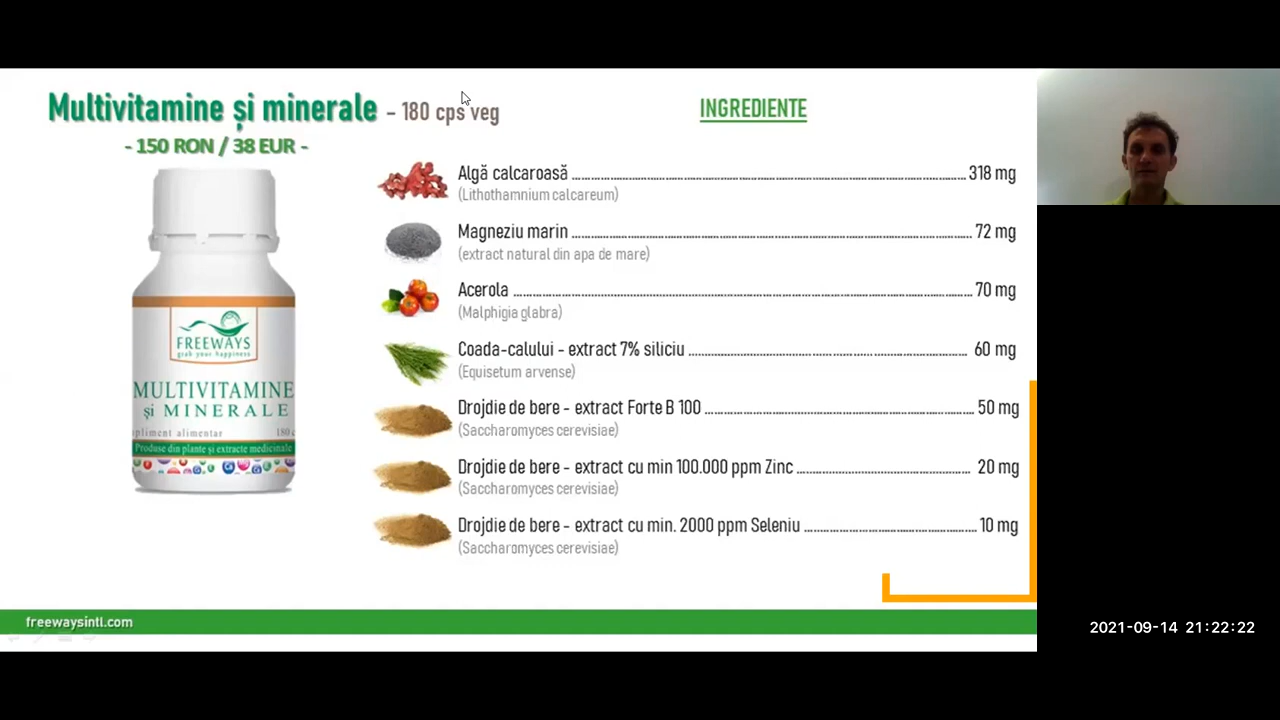 Multivitamine și minerale - 180 cps veg
- 150 RON / 38 EUR -
INGREDIENTE
Algă calcaroasă ........ 318 mg
(Lithothamnium calcareum)
Magneziu marin ........ 72 mg
(extract natural din apa de mare)
Acerola ........ 70 mg
(Malphigia glabra)
Coada-calului - extract 7% siliciu ........ 60 mg
(Equisetum arvense)
Drojdie de bere - extract Forte B 100 ........ 50 mg
(Saccharomyces cerevisiae)
Drojdie de bere - extract cu min 100.000 ppm Zinc ........ 20 mg
(Saccharomyces cerevisiae)
Drojdie de bere - extract cu min. 2000 ppm Seleniu ........ 10 mg
(Saccharomyces cerevisiae)
FREEWAYS
grab your happiness
MULTIVITAMINE
și MINERALE
pliment alimentar 180 c
Produse din plante și extracte medicinale
freewaysintl.com
2021-09-14 21:22:22